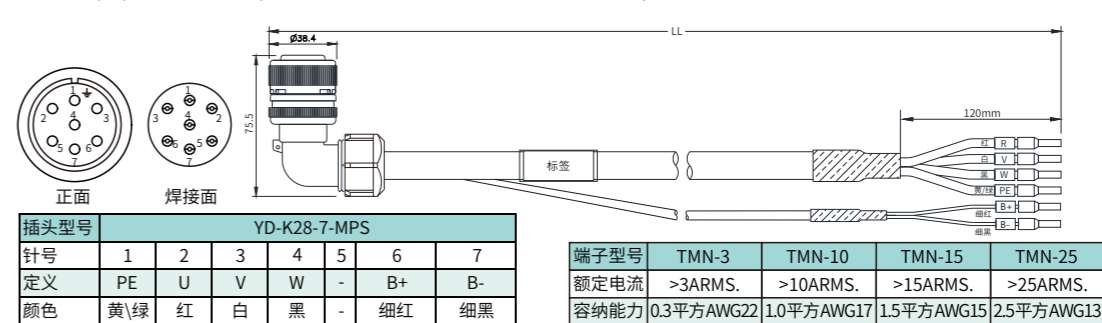 LL
Ø38.4
75.5
120mm
1
2
3
4
5
6
7
正面
1
3
4
2
6
5
7
焊接面
标签
红 R
白 V
黑 W
黄/绿 PE
B+
细红
B-
细黑
插头型号 YD-K28-7-MPS
针号 1 2 3 4 5 6 7
定义 PE U V W - B+ B-
颜色 黄\绿 红 白 黑 - 细红 细黑
端子型号 TMN-3 TMN-10 TMN-15 TMN-25
额定电流 >3ARMS. >10ARMS. >15ARMS. >25ARMS.
容纳能力 0.3平方AWG22 1.0平方AWG17 1.5平方AWG15 2.5平方AWG13